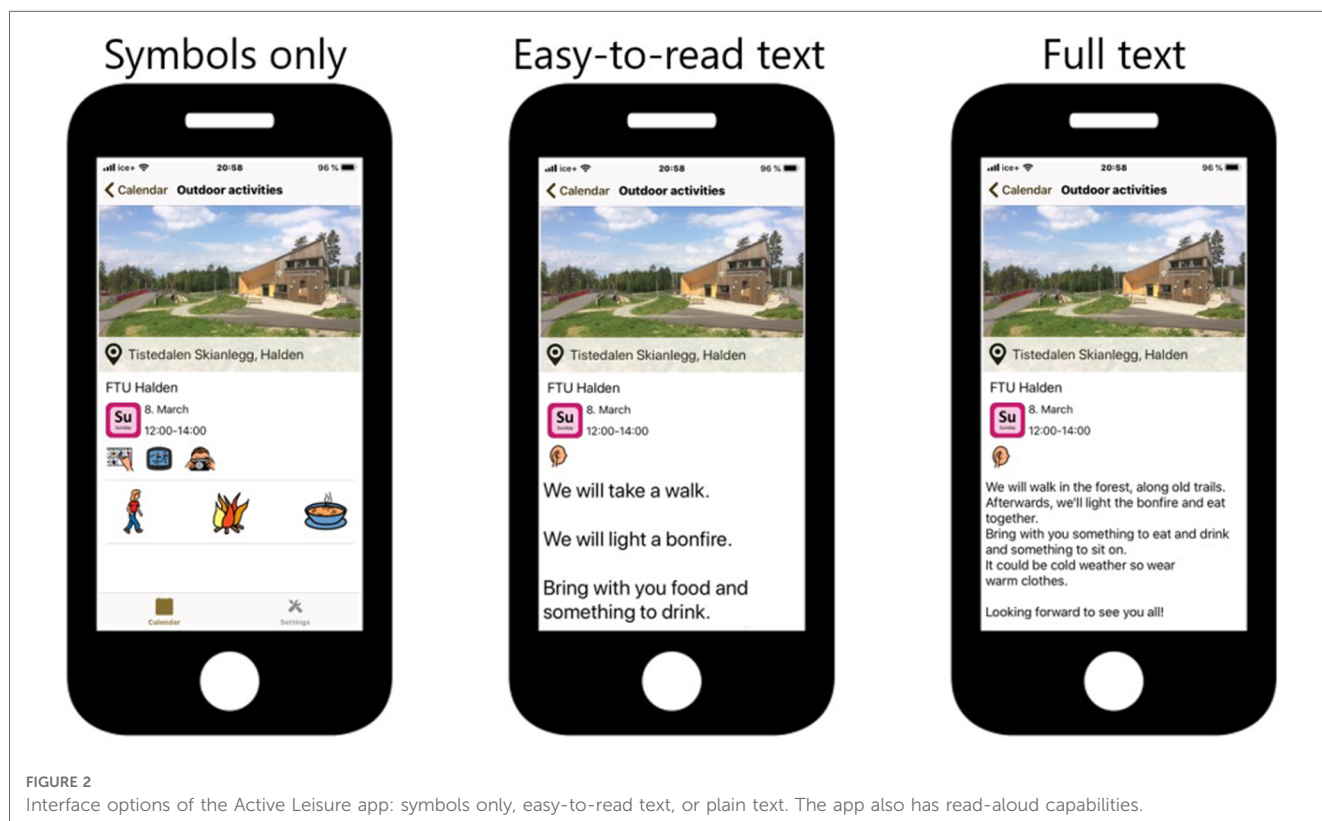 Symbols only
Easy-to-read text
Full text
ice+ 20:58 96 %
Calendar Outdoor activities
Tistedalen Skianlegg, Halden
FTU Halden
Su
Sunday
8. March
12:00-14:00
Calendar
Settings
ice+ 20:58 96 %
Calendar Outdoor activities
Tistedalen Skianlegg, Halden
FTU Halden
Su
Sunday
8. March
12:00-14:00
We will take a walk.
We will light a bonfire.
Bring with you food and
something to drink.
ice+ 20:58 96 %
Calendar Outdoor activities
Tistedalen Skianlegg, Halden
FTU Halden
Su
Sunday
8. March
12:00-14:00
We will walk in the forest, along old trails.
Afterwards, we'll light the bonfire and eat
together.
Bring with you something to eat and drink
and something to sit on.
It could be cold weather so wear
warm clothes.
Looking forward to see you all!
FIGURE 2
Interface options of the Active Leisure app: symbols only, easy-to-read text, or plain text. The app also has read-aloud capabilities.